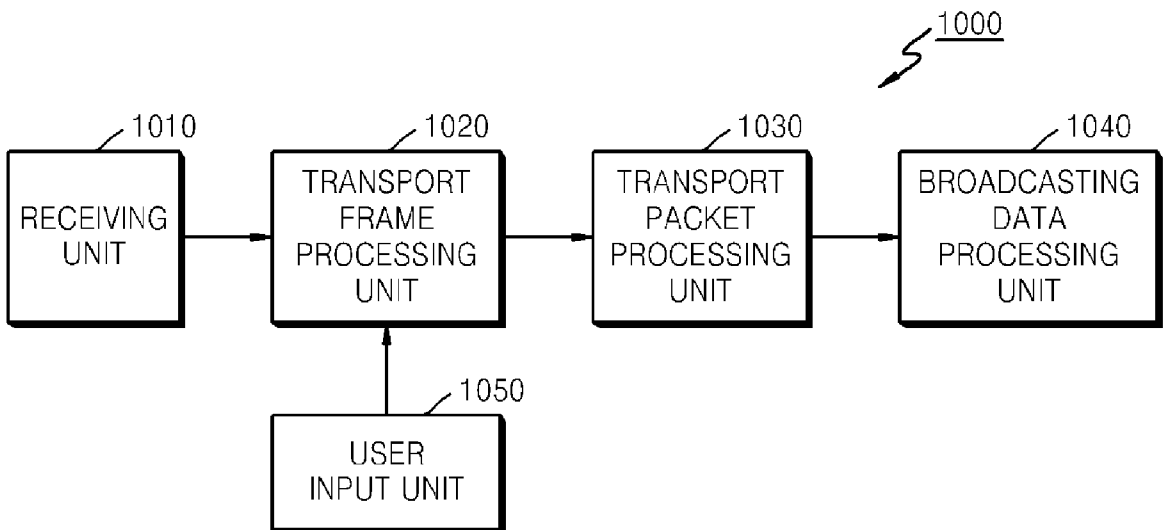 1000
1010
1020
1030
1040
RECEIVING
UNIT
TRANSPORT
FRAME
PROCESSING
UNIT
TRANSPORT
PACKET
PROCESSING
UNIT
BROADCASTING
DATA
PROCESSING
UNIT
1050
USER
INPUT UNIT